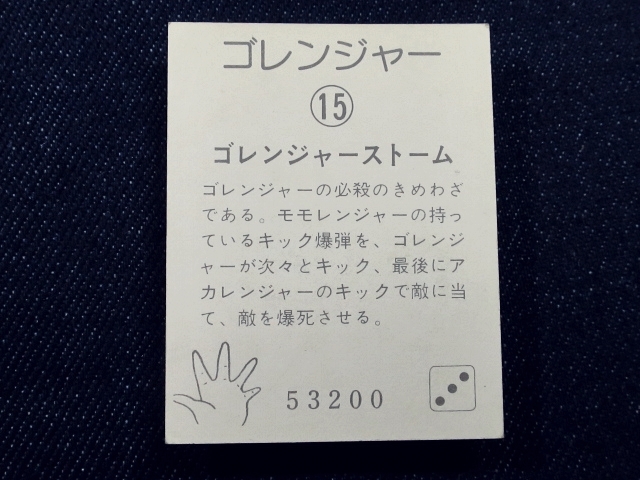 ゴレンジャー
⑮
ゴレンジャーストーム
ゴレンジャーの必殺のきめわざ
である。モモレンジャーの持っ
ているキック爆弾を、ゴレンジ
ャーが次々とキック、最後にア
カレンジャーのキックで敵に当
て、敵を爆死させる。
53200